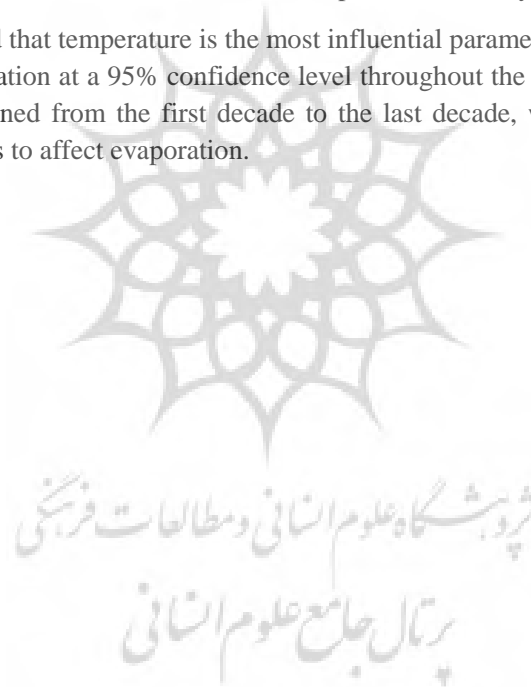 that temperature is the most influential parame
ation at a 95% confidence level throughout the
ned from the first decade to the last decade,
s to affect evaporation.
پژوهشگاه علوم انسانی و مطالعات فرهنگی
پرتال جامع علوم انسانی